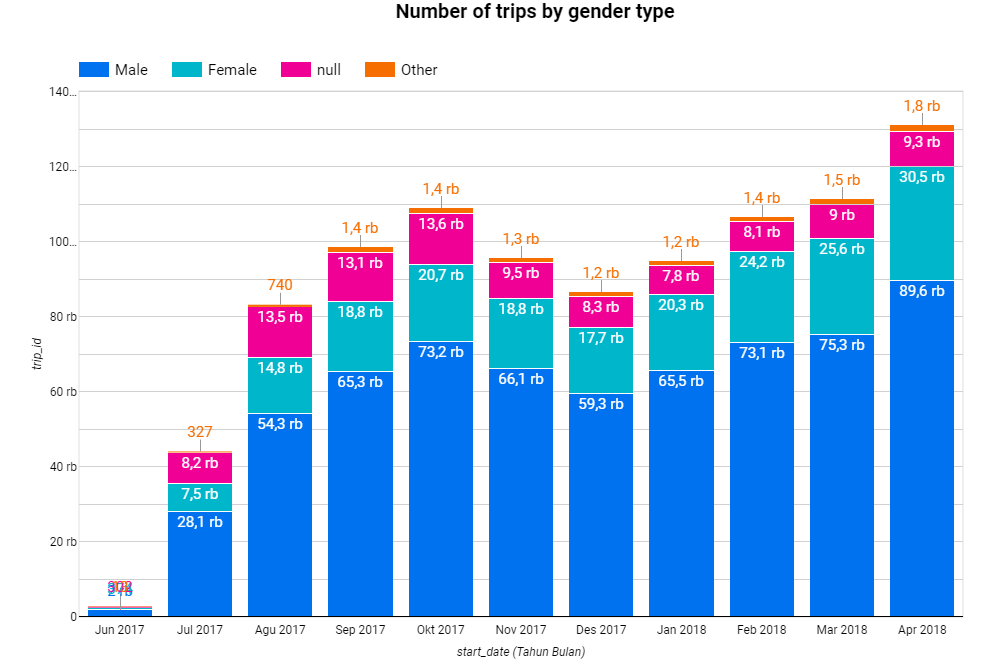 Number of trips by gender type
Male Female null Other
140...
120...
100...
80 rb
60 rb
40 rb
20 rb
0
trip_id
327
8,2 rb
7,5 rb
28,1 rb
740
13,5 rb
14,8 rb
54,3 rb
1,4 rb
13,1 rb
18,8 rb
65,3 rb
1,4 rb
13,6 rb
20,7 rb
73,2 rb
1,3 rb
9,5 rb
18,8 rb
66,1 rb
1,2 rb
8,3 rb
17,7 rb
59,3 rb
1,2 rb
7,8 rb
20,3 rb
65,5 rb
1,4 rb
8,1 rb
24,2 rb
73,1 rb
1,5 rb
9 rb
25,6 rb
75,3 rb
1,8 rb
9,3 rb
30,5 rb
89,6 rb
Jun 2017 Jul 2017 Agu 2017 Sep 2017 Okt 2017 Nov 2017 Des 2017 Jan 2018 Feb 2018 Mar 2018 Apr 2018
start_date (Tahun Bulan)